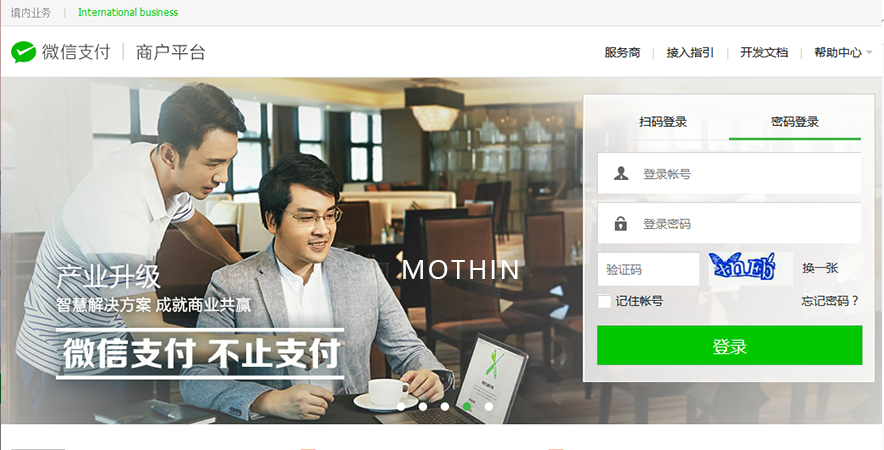 境内业务 | International business
微信支付 | 商户平台
服务商 | 接入指引 | 开发文档 | 帮助中心
扫码登录 密码登录
登录帐号
登录密码
验证码 换一张
记住帐号 忘记密码？
登录
MOTHIN
产业升级
智慧解决方案 成就商业共赢
微信支付 不止支付